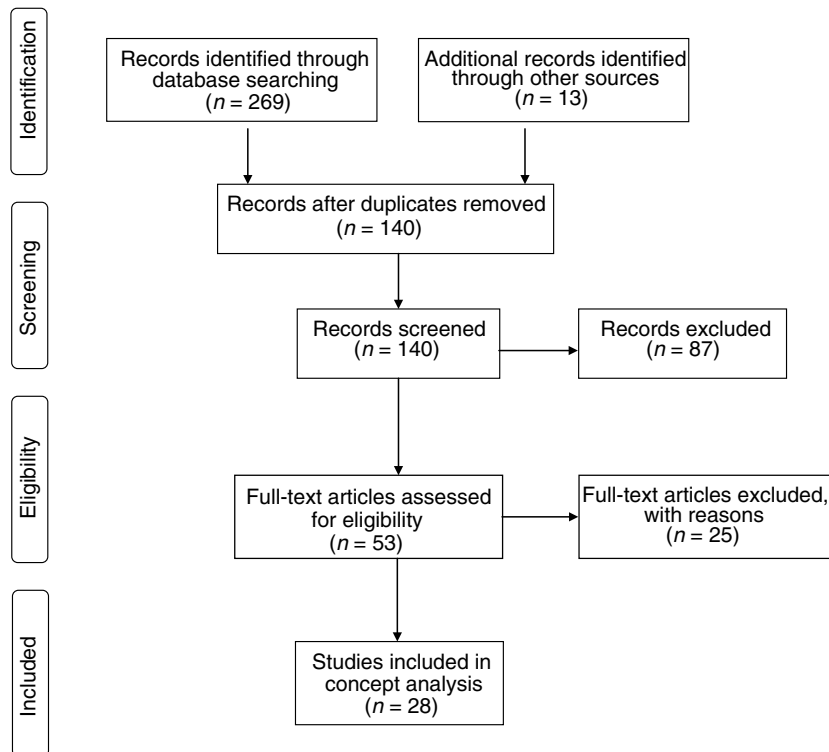 Identification
Records identified through
database searching
(n = 269)
Additional records identified
through other sources
(n = 13)
Records after duplicates removed
(n = 140)
Screening
Records screened
(n = 140)
Records excluded
(n = 87)
Eligibility
Full-text articles assessed
for eligibility
(n = 53)
Full-text articles excluded,
with reasons
(n = 25)
Included
Studies included in
concept analysis
(n = 28)